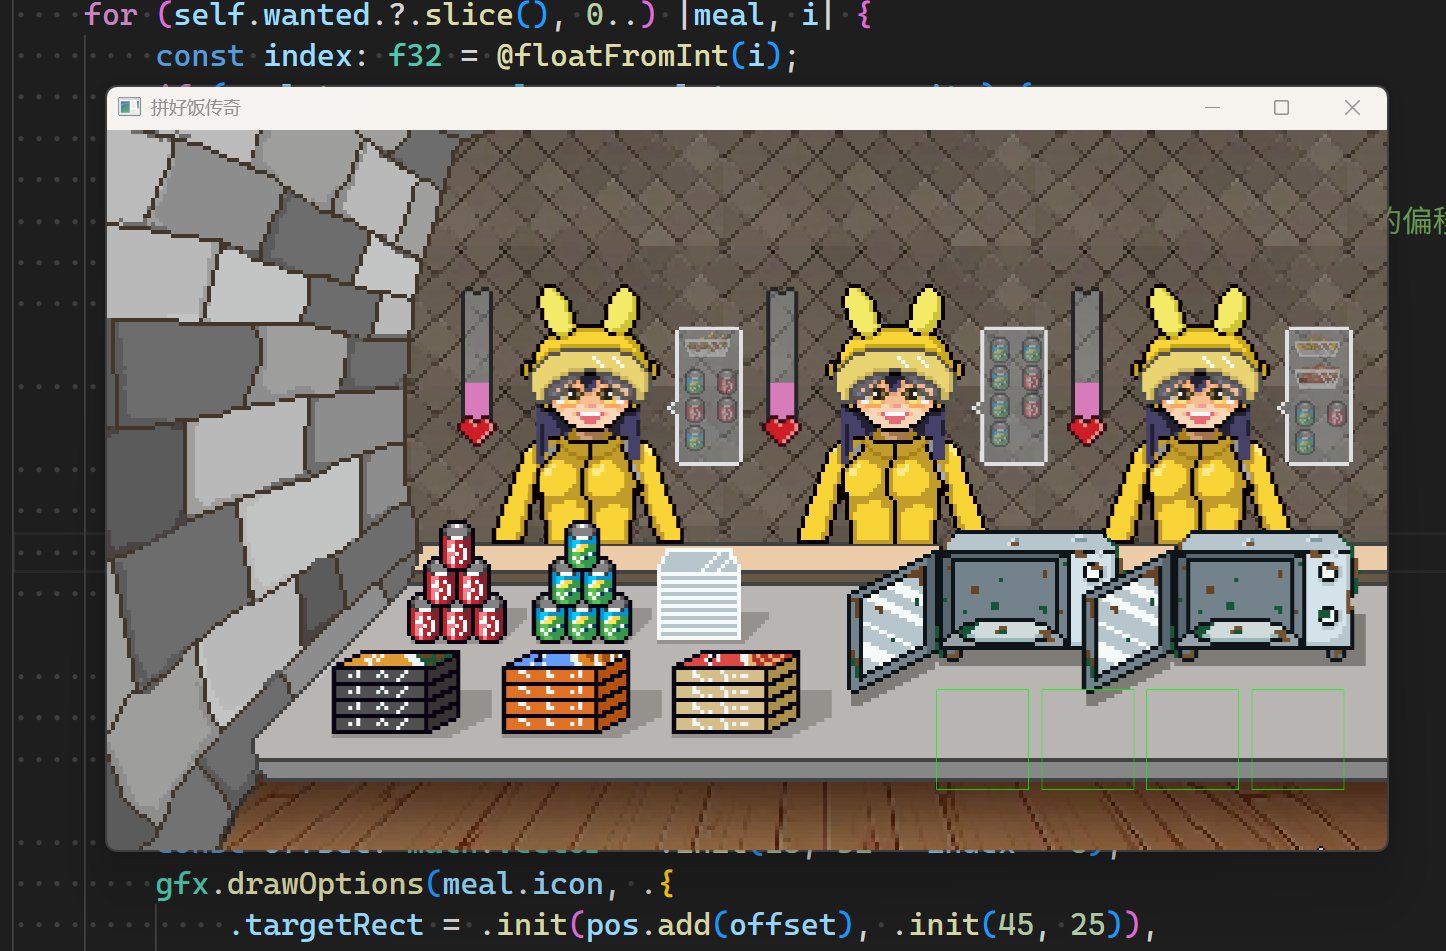 for (self.wanted.?.slice(), 0..) |meal, i| {
const index: f32 = @floatFromInt(i);
拼好饭传奇
的偏移
gfx.drawOptions(meal.icon, .{
.targetRect = .init(pos.add(offset), .init(45, 25)),